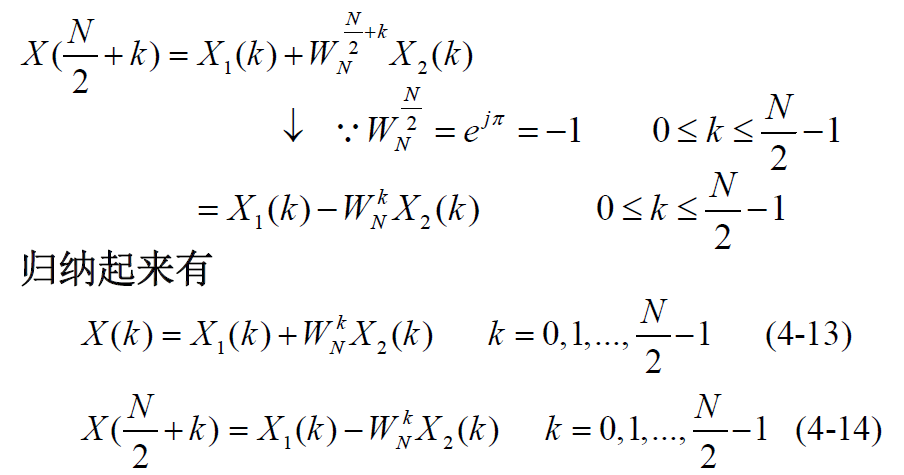 X(N/2+k) = X₁(k)+W_N^(N/2+k) X₂(k)
↓ ∵W_N^(N/2) = e^(jπ) = −1 0 ≤ k ≤ N/2 −1
= X₁(k)−W_N^k X₂(k) 0 ≤ k ≤ N/2 −1
归纳起来有
X(k) = X₁(k)+W_N^k X₂(k) k = 0,1,..., N/2 −1 (4-13)
X(N/2+k) = X₁(k)−W_N^k X₂(k) k = 0,1,..., N/2 −1 (4-14)